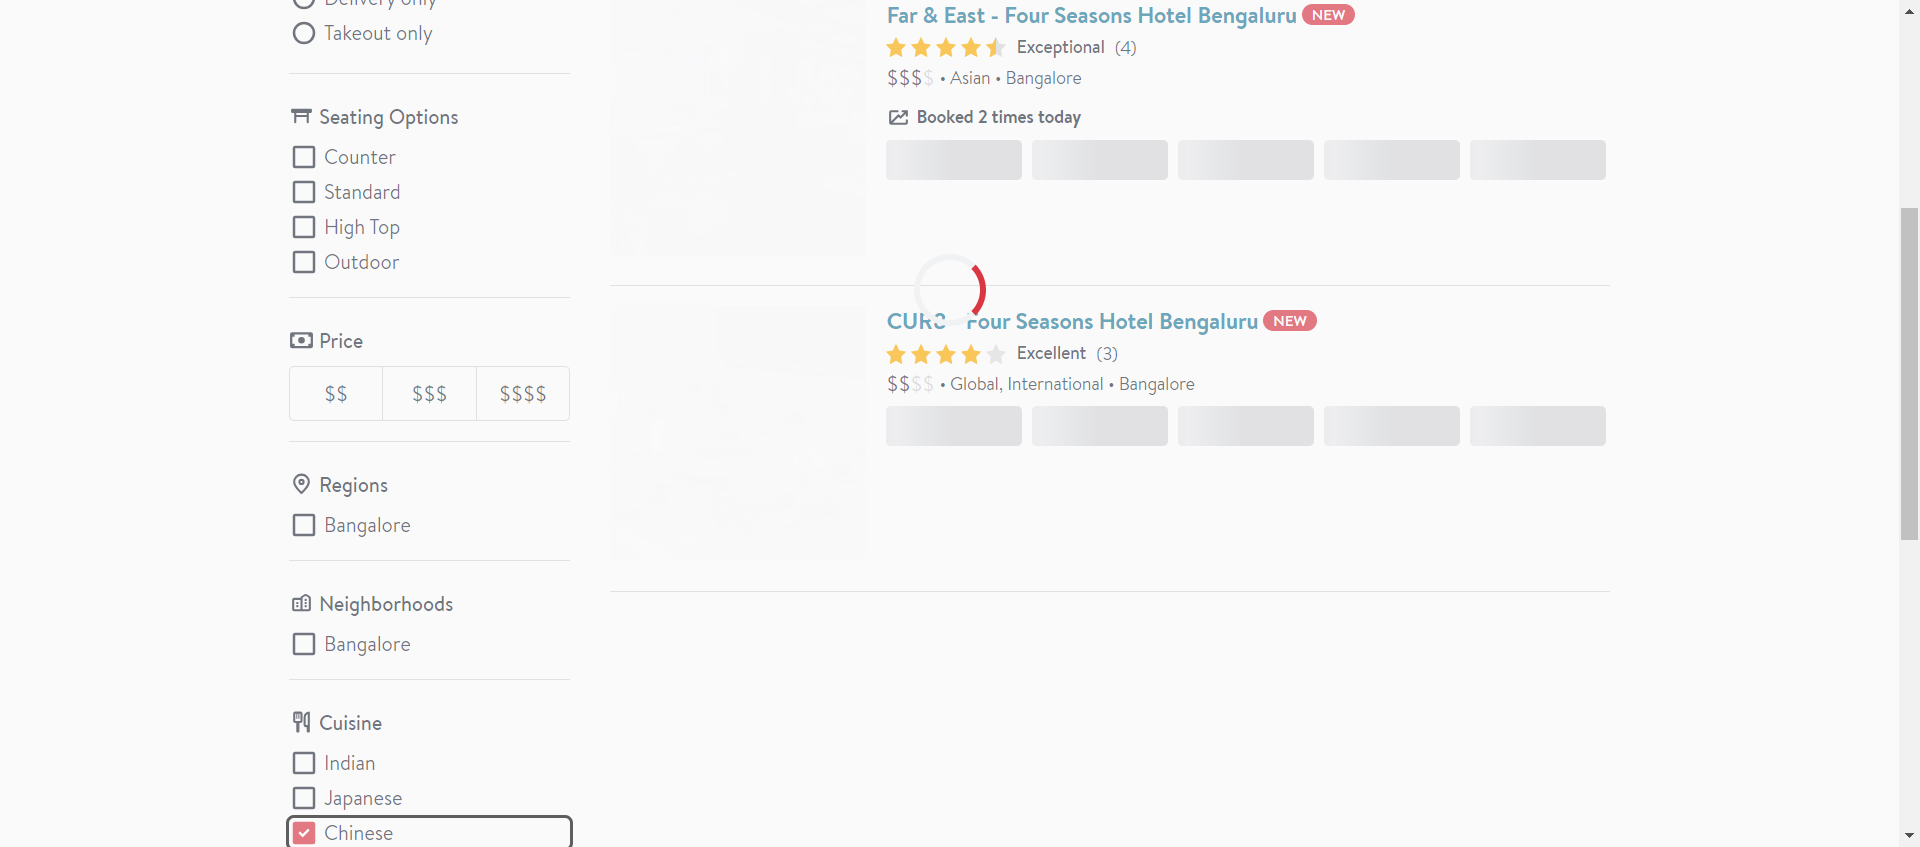 Delivery only
Takeout only
Seating Options
Counter
Standard
High Top
Outdoor
Price
$$
$$$
$$$$
Regions
Bangalore
Neighborhoods
Bangalore
Cuisine
Indian
Japanese
Chinese
Far & East - Four Seasons Hotel Bengaluru NEW
Exceptional (4)
$$$$ • Asian • Bangalore
Booked 2 times today
CUR8 - Four Seasons Hotel Bengaluru NEW
Excellent (3)
$$$$ • Global, International • Bangalore